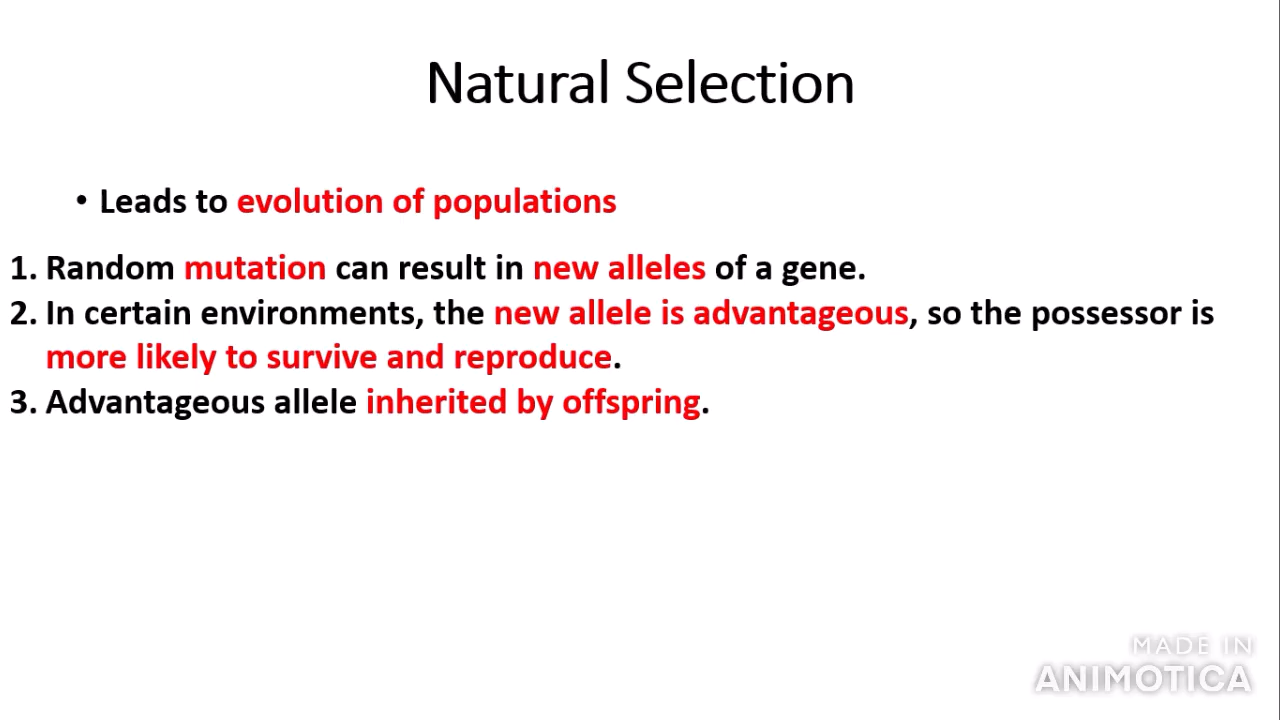 Natural Selection
• Leads to evolution of populations
1. Random mutation can result in new alleles of a gene.
2. In certain environments, the new allele is advantageous, so the possessor is
more likely to survive and reproduce.
3. Advantageous allele inherited by offspring.
MADE IN
ANIMOTICA